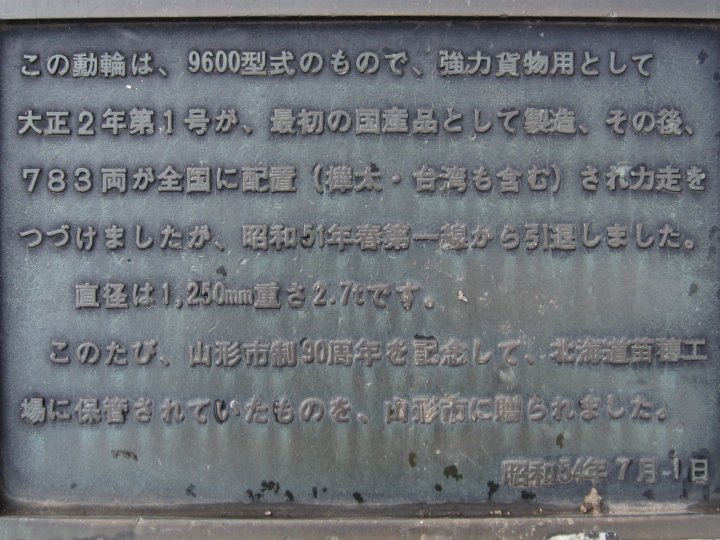 この動輪は、9600型式のもので、強力貨物用として
大正2年第1号が、最初の国産品として製造、その後、
783両が全国に配置（樺太・台湾も含む）され力走を
つづけましたが、昭和51年春第一線から引退しました。
直径は1,250mm重さ2.7tです。
このたび、山形市制90周年を記念して、北海道苗穂工
場に保管されていたものを、山形市に贈られました。
昭和54年7月1日